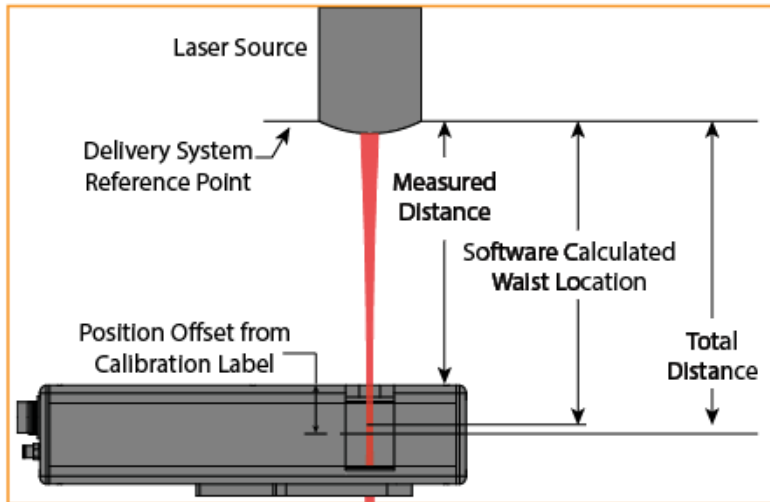 Laser Source
Delivery System
Reference Point
Measured
Distance
Software Calculated
Waist Location
Position Offset from
Calibration Label
Total
Distance